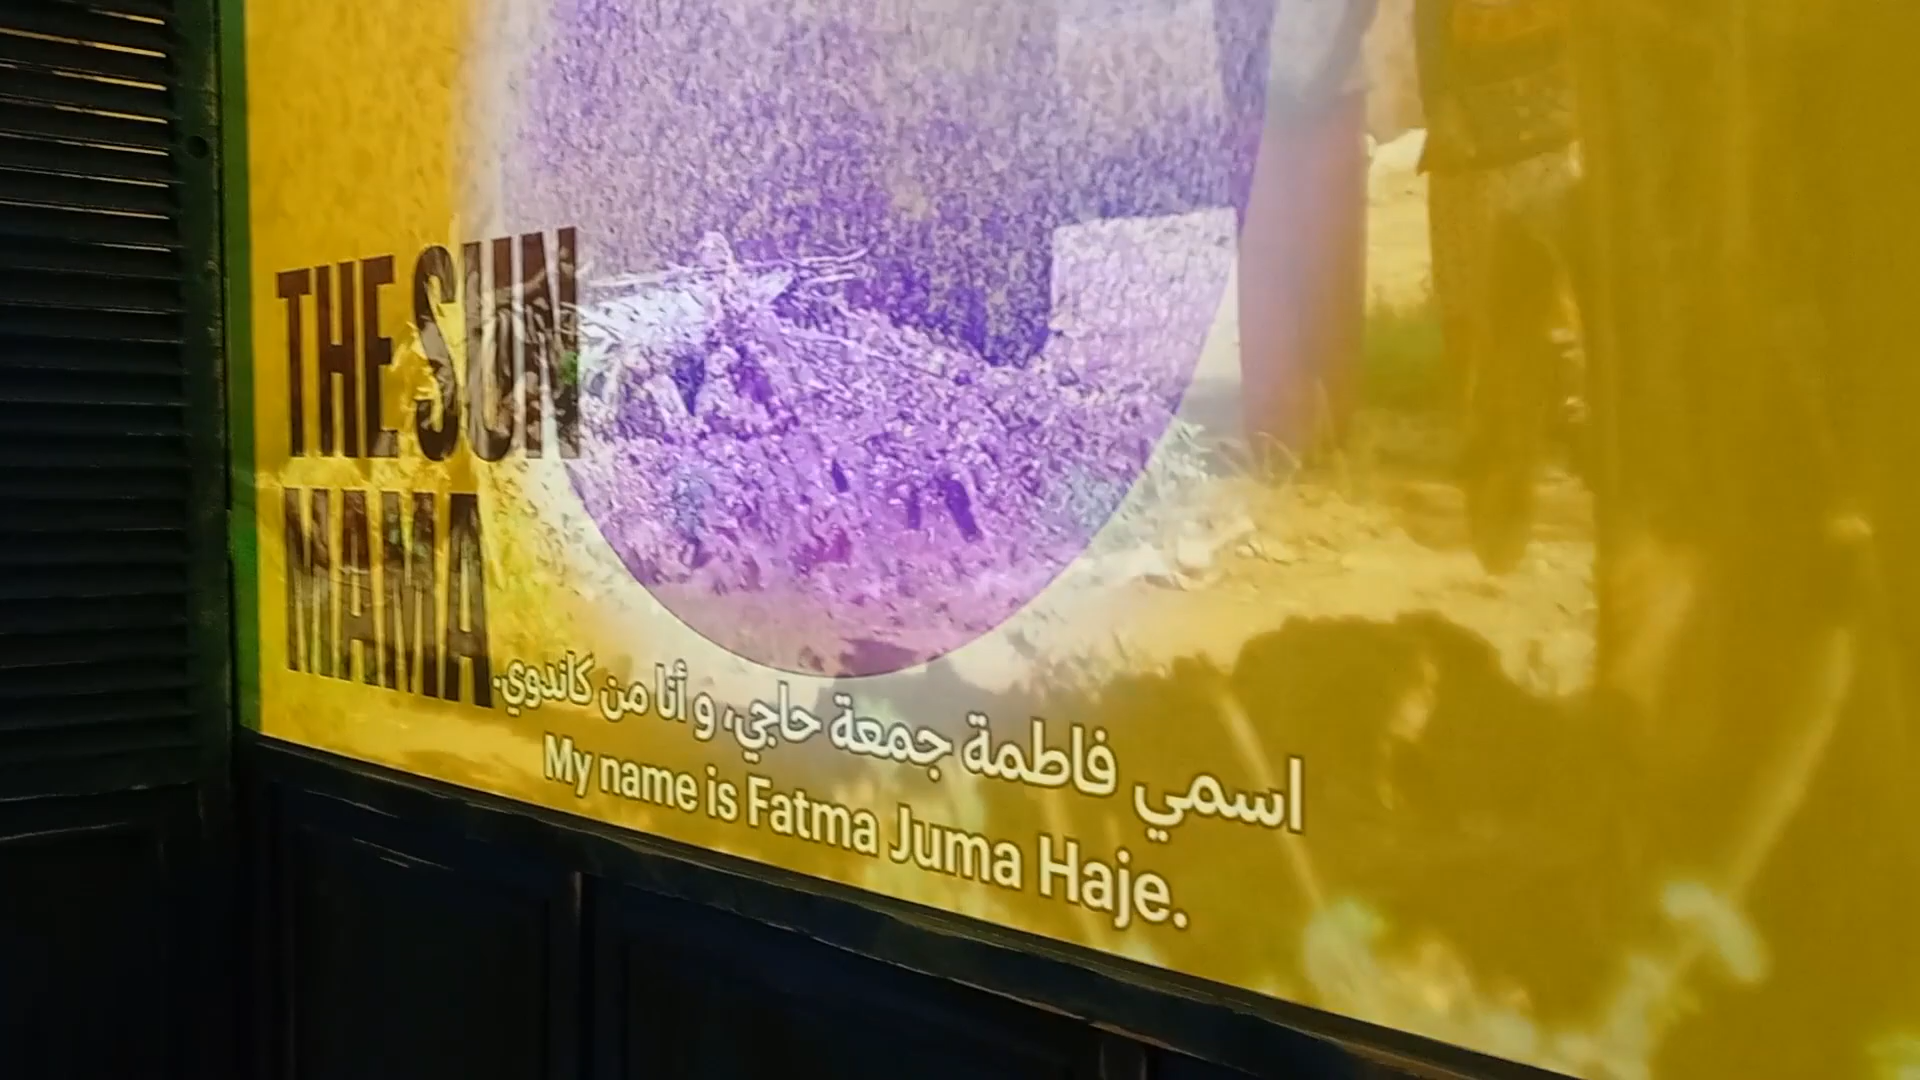 THE SUN
MAMA
اسمي فاطمة جمعة حاجي، و أنا من كاندوي.
My name is Fatma Juma Haje.